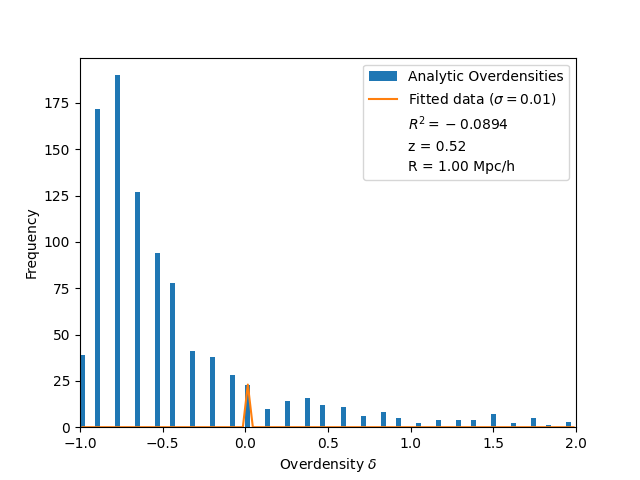 Analytic Overdensities
Fitted data (σ = 0.01)
R² = −0.0894
z = 0.52
R = 1.00 Mpc/h
Frequency
175
150
125
100
75
50
25
0
−1.0 −0.5 0.0 0.5 1.0 1.5 2.0
Overdensity δ